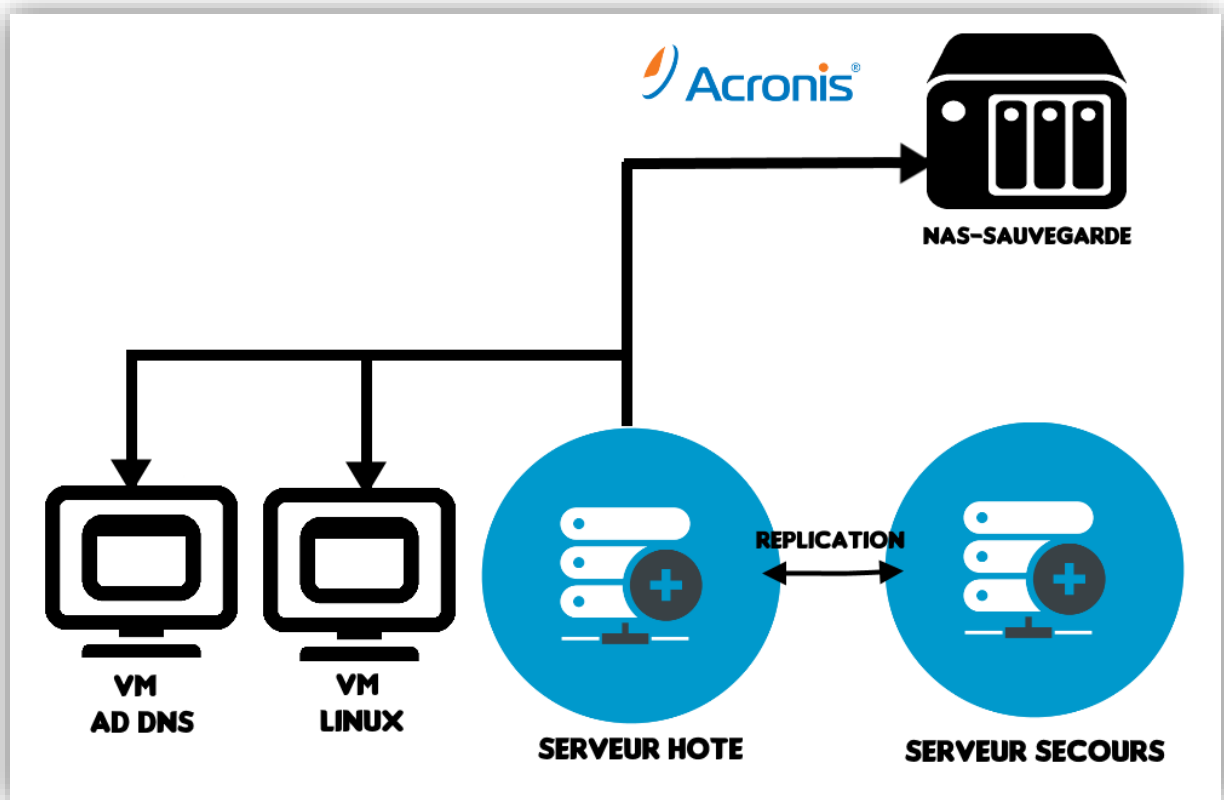 Acronis®
NAS-SAUVEGARDE
REPLICATION
VM
AD DNS
VM
LINUX
SERVEUR HOTE
SERVEUR SECOURS